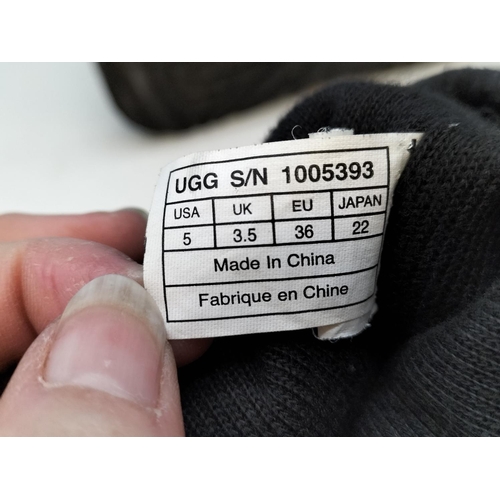 UGG S/N 1005393
USA UK EU JAPAN
5 3.5 36 22
Made In China
Fabrique en Chine